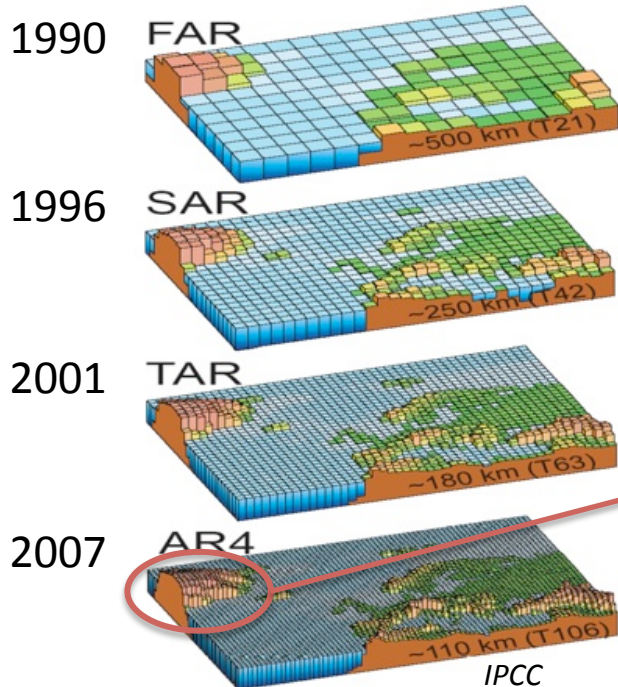 1990 FAR
~500 km (T21)
1996 SAR
~250 km (T42)
2001 TAR
~180 km (T63)
2007 AR4
~110 km (T106)
IPCC